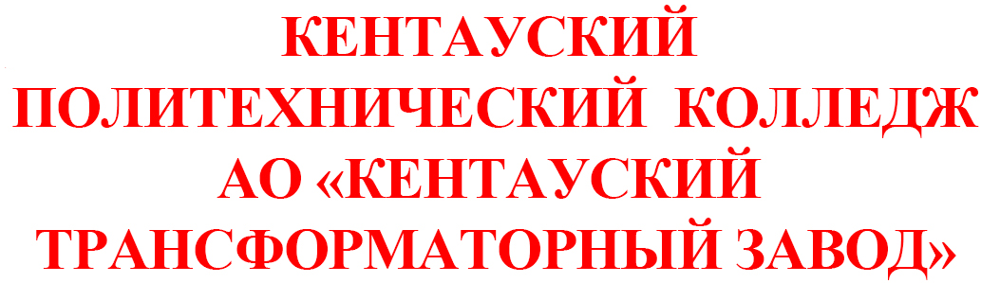 КЕНТАУСКИЙ
ПОЛИТЕХНИЧЕСКИЙ КОЛЛЕДЖ
АО «КЕНТАУСКИЙ
ТРАНСФОРМАТОРНЫЙ ЗАВОД»